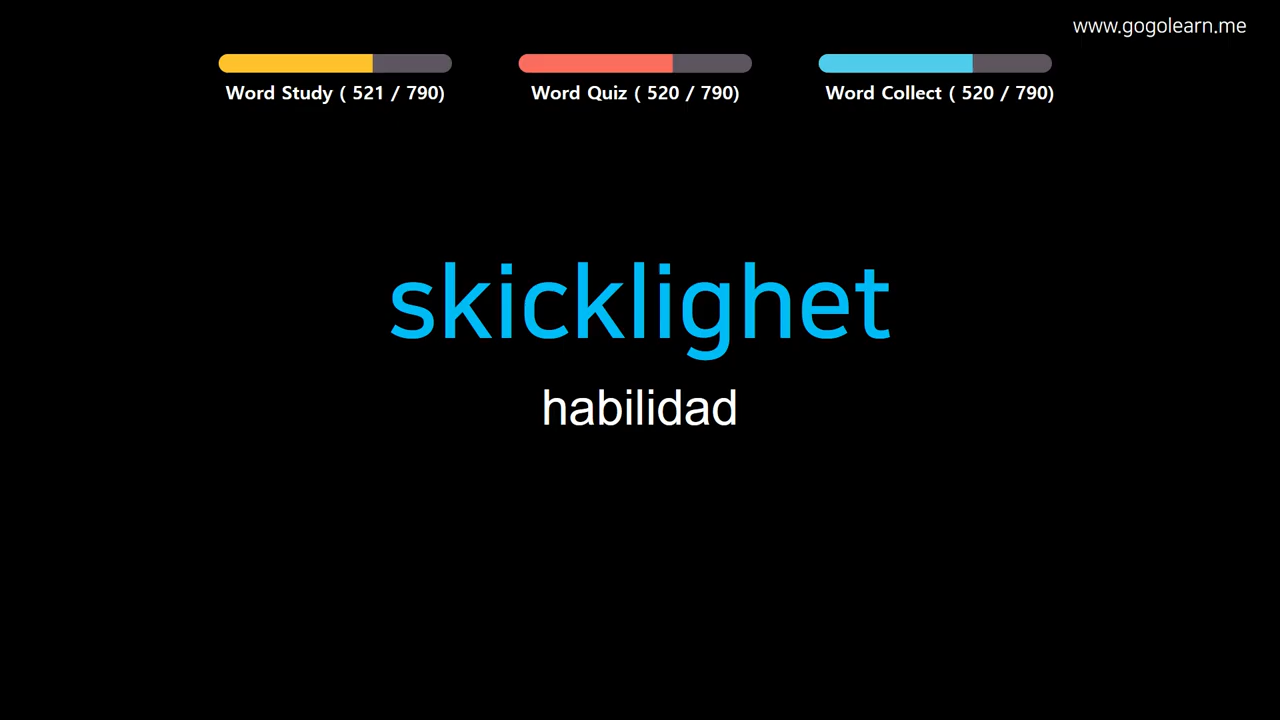 www.gogolearn.me
Word Study ( 521 / 790)
Word Quiz ( 520 / 790)
Word Collect ( 520 / 790)
skicklighet
habilidad